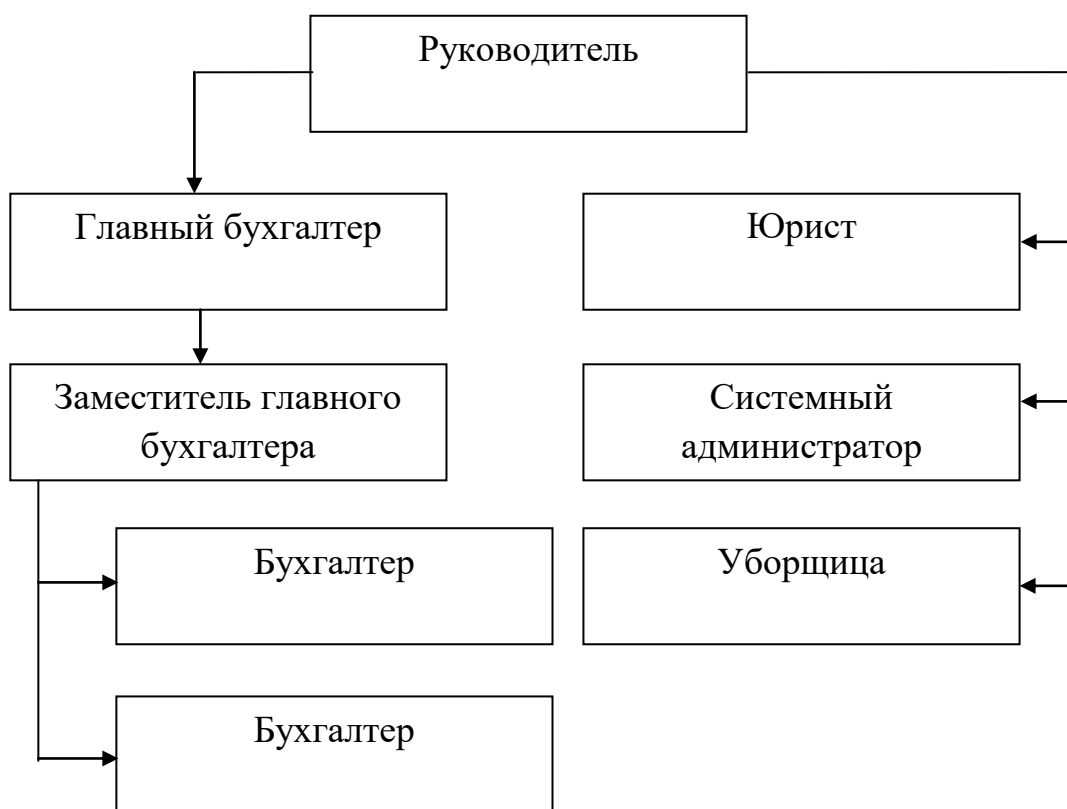 Руководитель
Главный бухгалтер
Юрист
Заместитель главного
бухгалтера
Системный
администратор
Бухгалтер
Уборщица
Бухгалтер